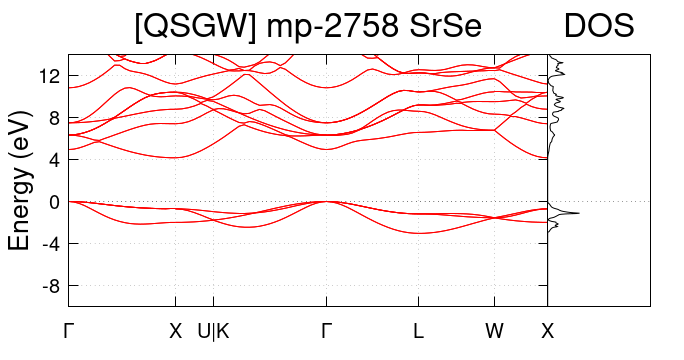 [QSGW] mp-2758 SrSe DOS
Energy (eV)
12
8
4
0
-4
-8
Γ X U|K Γ L W X